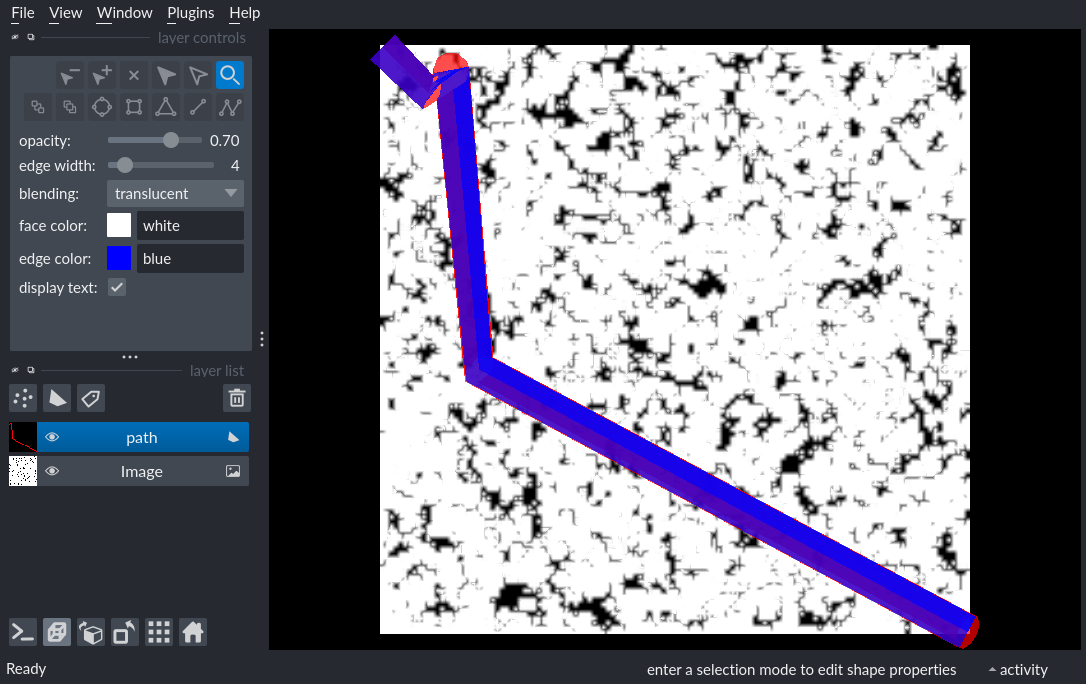 File View Window Plugins Help
layer controls
opacity: 0.70
edge width: 4
blending: translucent
face color: white
edge color: blue
display text:
layer list
path
Image
Ready enter a selection mode to edit shape properties activity